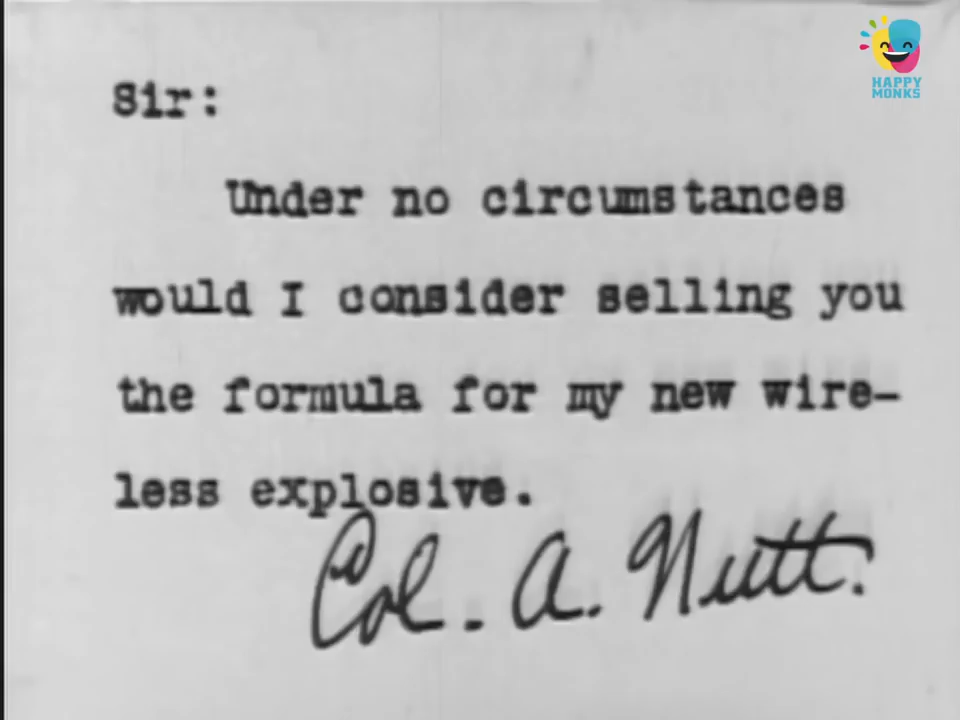 HAPPY
MONKS
Sir:
Under no circumstances
would I consider selling you
the formula for my new wire-
less explosive.
Col. A. Nutt.